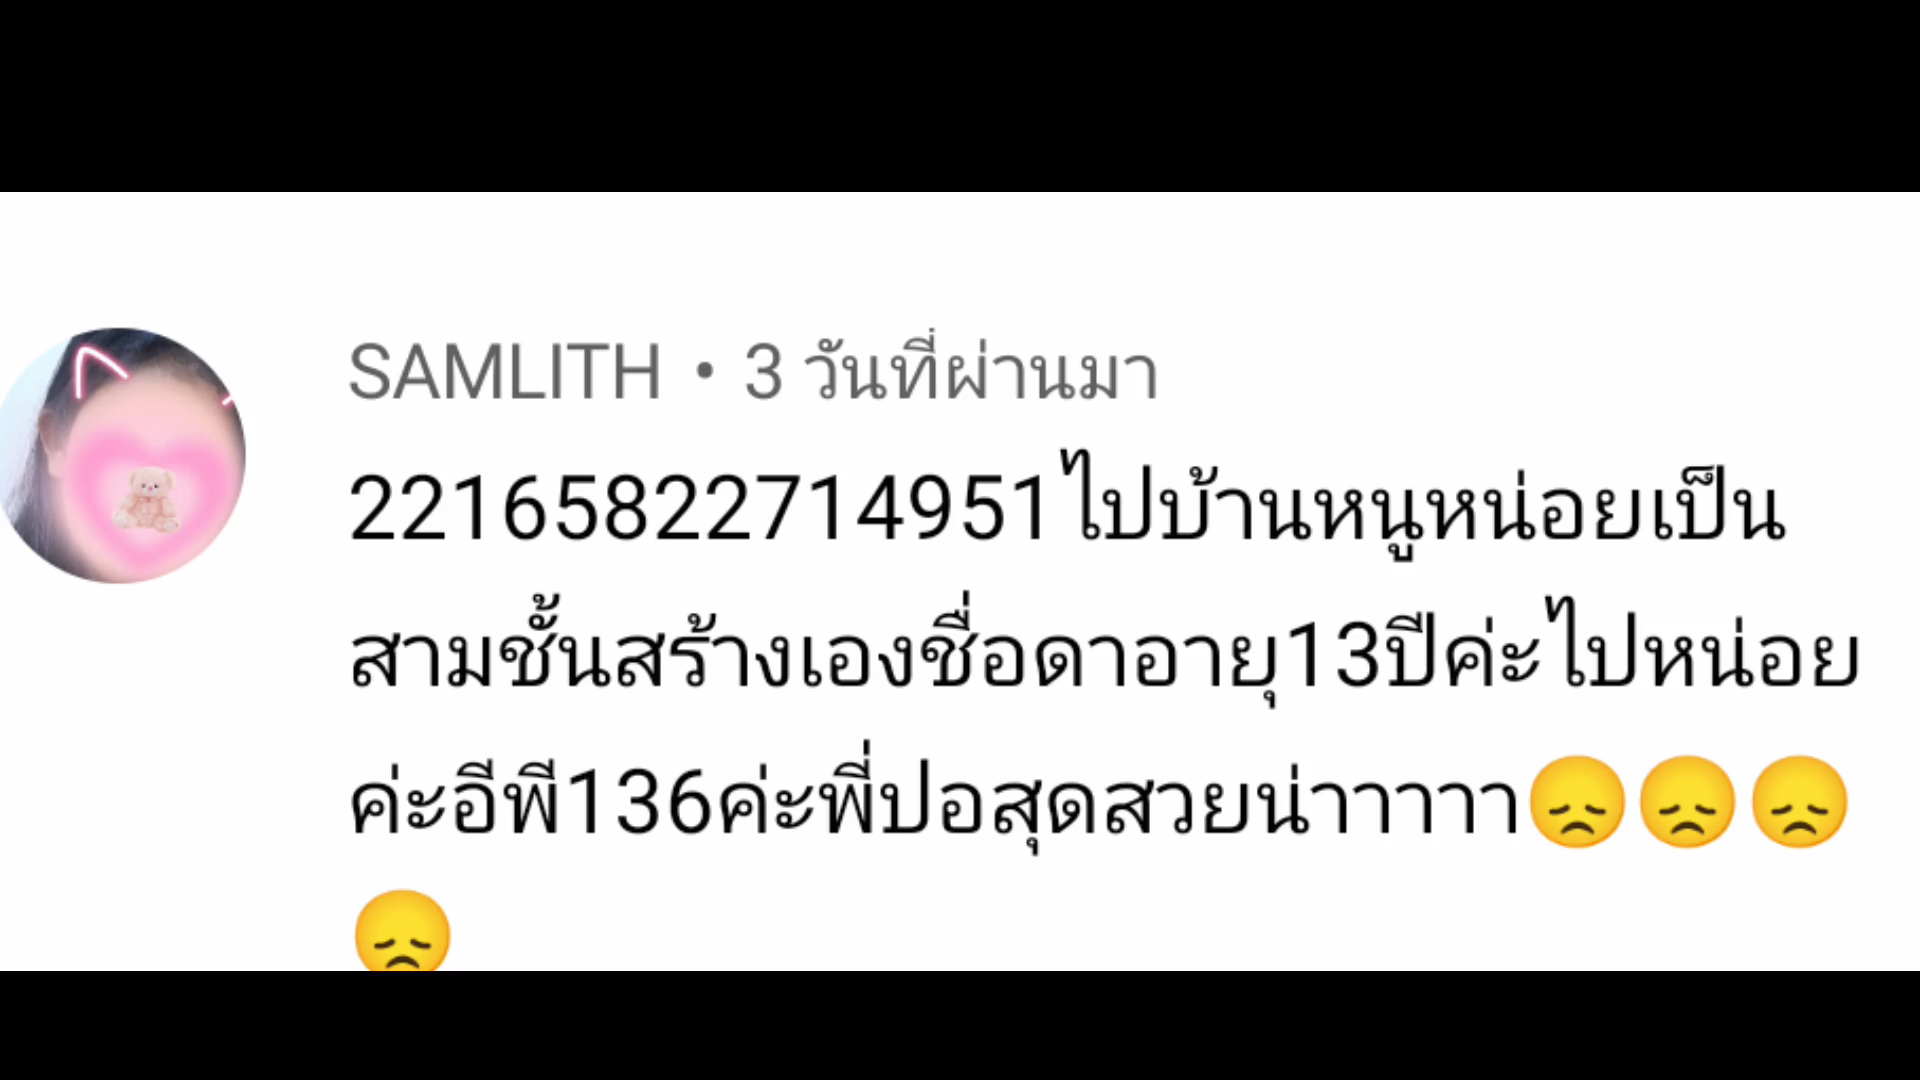 SAMLITH • 3 วันที่ผ่านมา
22165822714951ไปบ้านหนูหน่อยเป็น
สามชั้นสร้างเองชื่อดาอายุ13ปีค่ะไปหน่อย
ค่ะอีพี136ค่ะพี่ปอสุดสวยน่าาาาา😞😞😞
😞